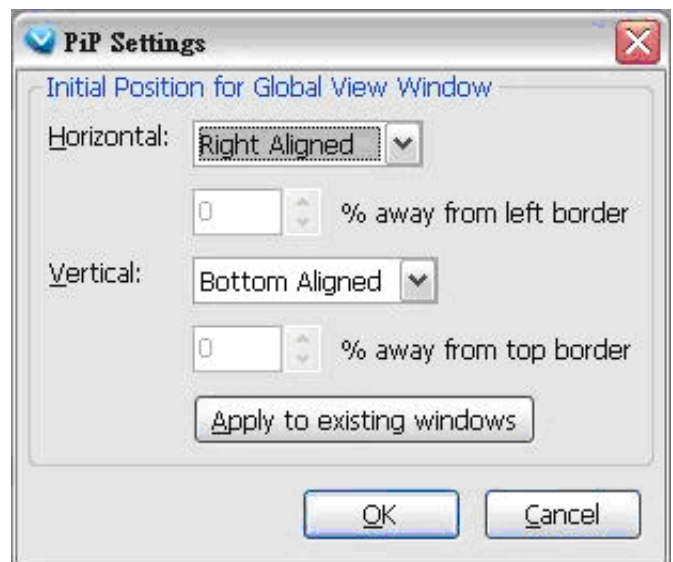 PiP Settings
Initial Position for Global View Window
Horizontal: Right Aligned
0 % away from left border
Vertical: Bottom Aligned
0 % away from top border
Apply to existing windows
OK Cancel